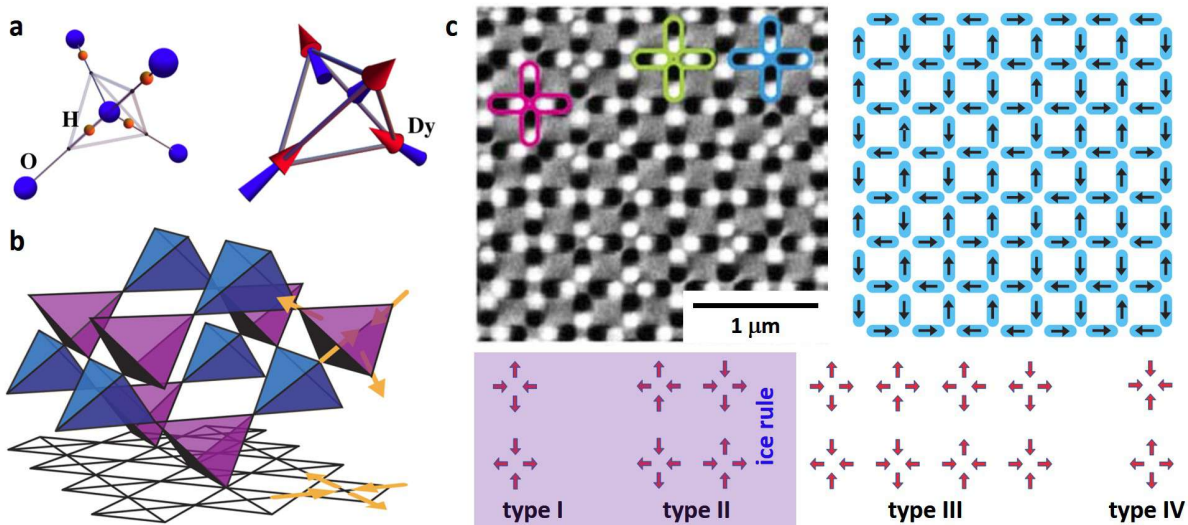 a
H
O
Dy
b
c
1 μm
ice rule
type I
type II
type III
type IV